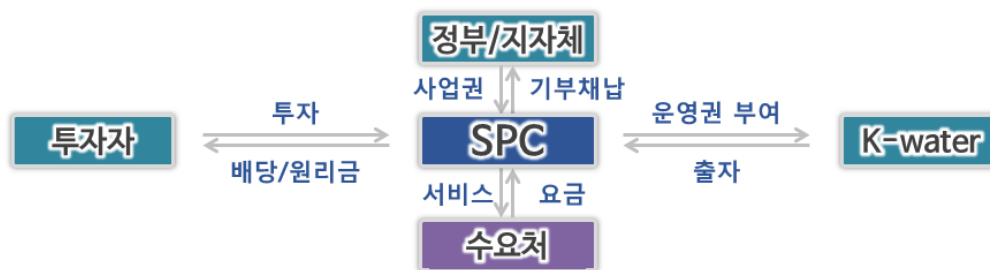 정부/지자체
사업권 기부채납
투자 운영권 부여
투자자 SPC K-water
배당/원리금 출자
서비스 요금
수요처